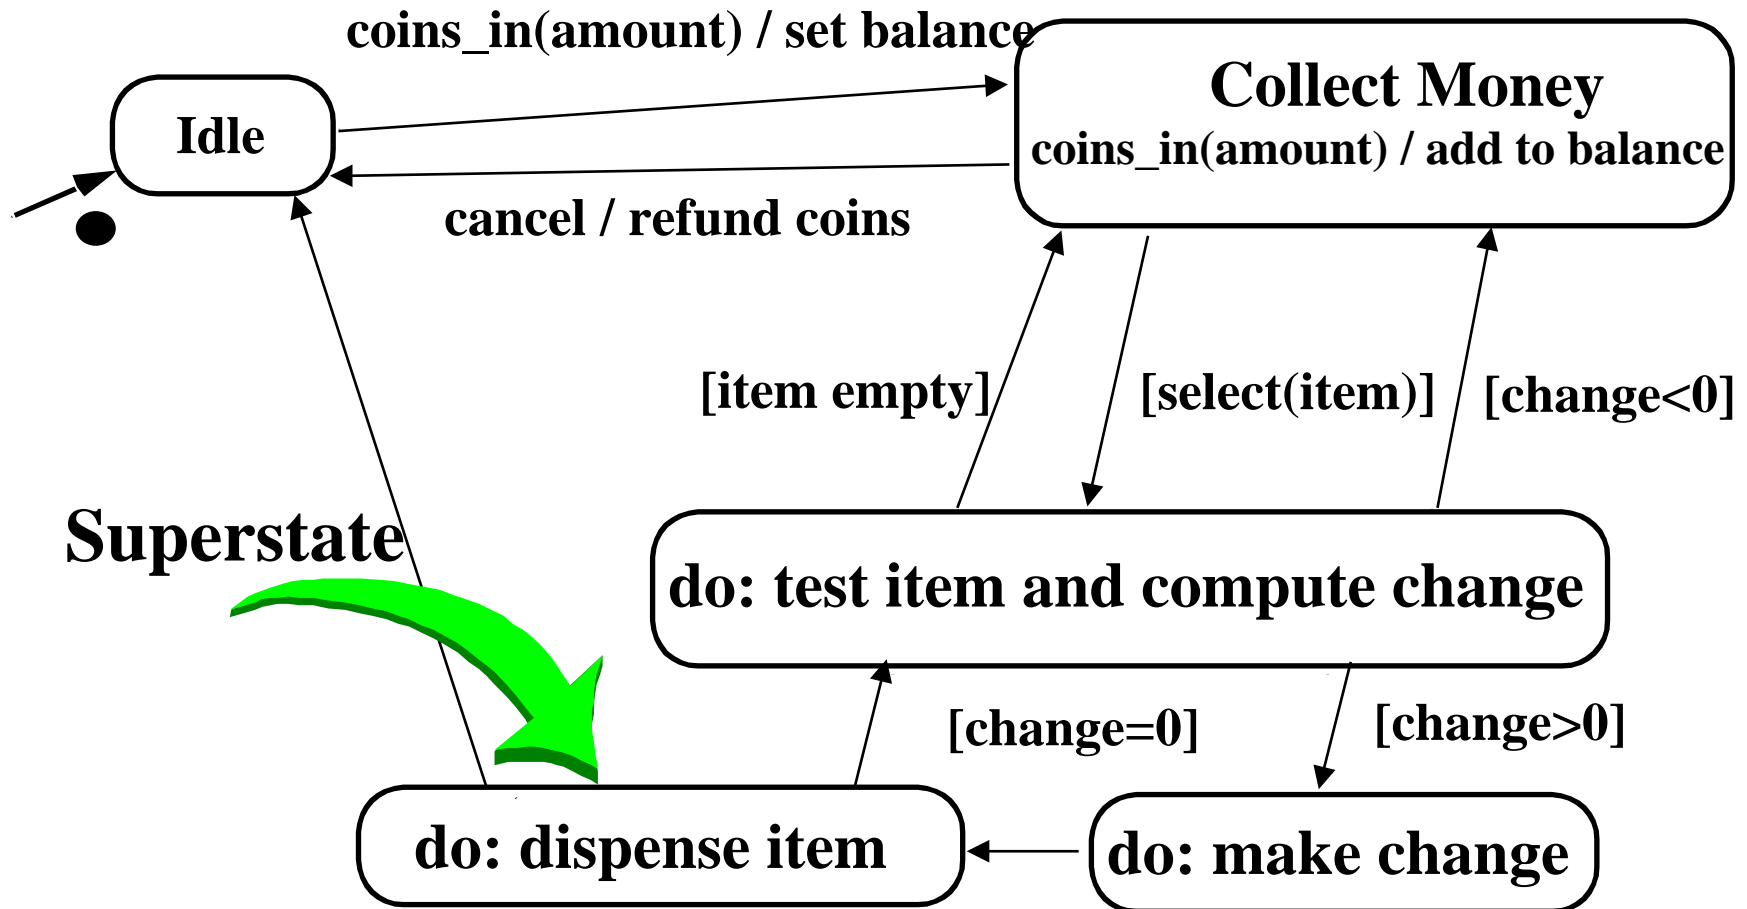 coins_in(amount) / set balance
Idle
Collect Money
coins_in(amount) / add to balance
cancel / refund coins
[item empty]
[select(item)]
[change<0]
Superstate
do: test item and compute change
[change=0]
[change>0]
do: dispense item
do: make change